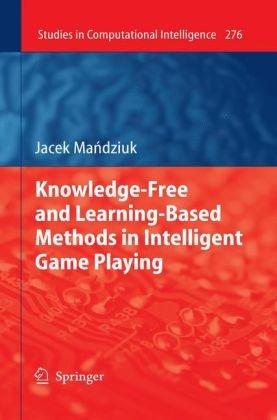 Studies in Computational Intelligence 276
Jacek Mańdziuk
Knowledge-Free
and Learning-Based
Methods in Intelligent
Game Playing
Springer